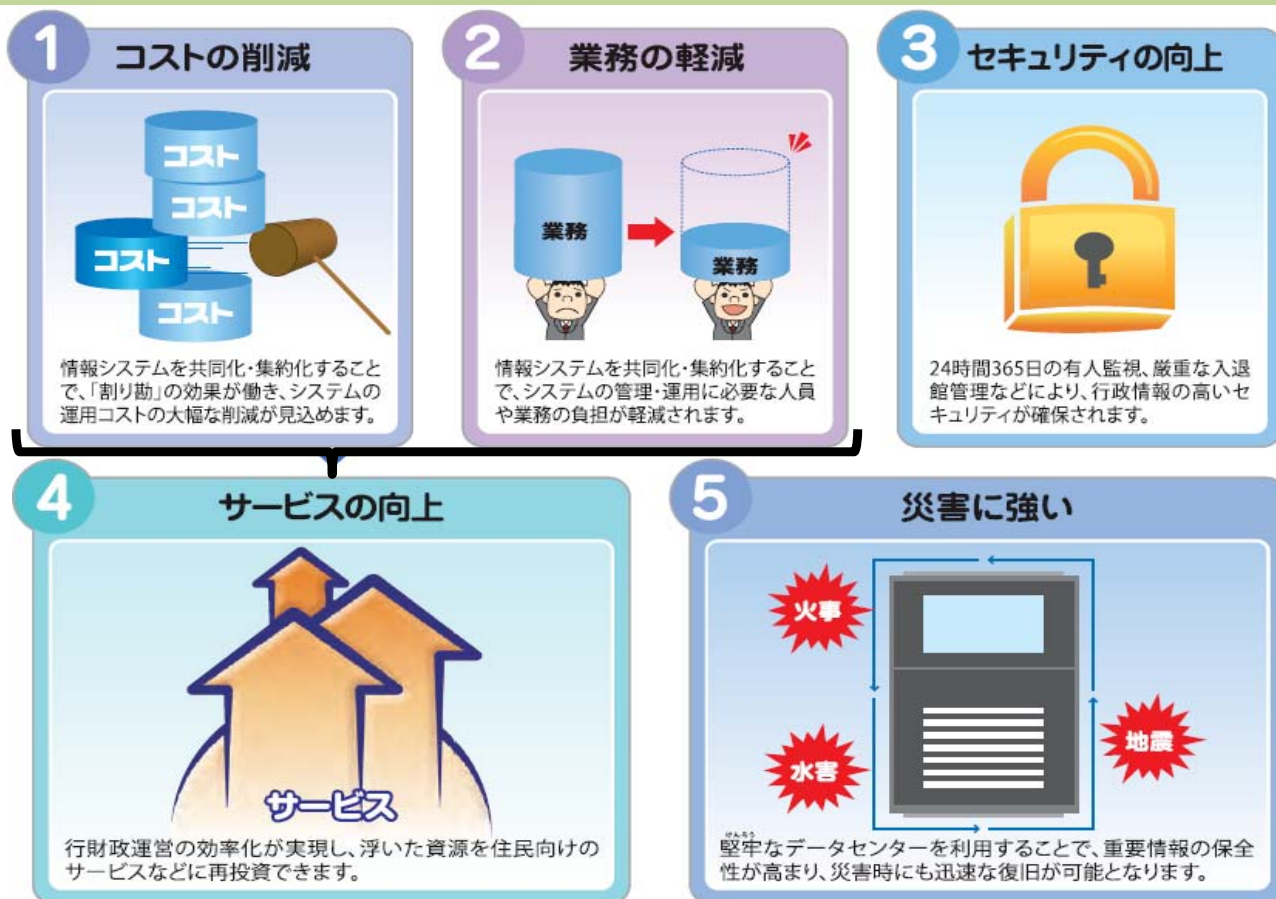 1 コストの削減
コスト
コスト
コスト
コスト
情報システムを共同化・集約化すること
で、「割り勘」の効果が働き、システムの
運用コストの大幅な削減が見込めます。
2 業務の軽減
業務
業務
情報システムを共同化・集約化すること
で、システムの管理・運用に必要な人員
や業務の負担が軽減されます。
3 セキュリティの向上
24時間365日の有人監視、厳重な入退
館管理などにより、行政情報の高いセ
キュリティが確保されます。
4 サービスの向上
サービス
行財政運営の効率化が実現し、浮いた資源を住民向けの
サービスなどに再投資できます。
5 災害に強い
火事
水害
地震
けんろう
堅牢なデータセンターを利用することで、重要情報の保全
性が高まり、災害時にも迅速な復旧が可能となります。